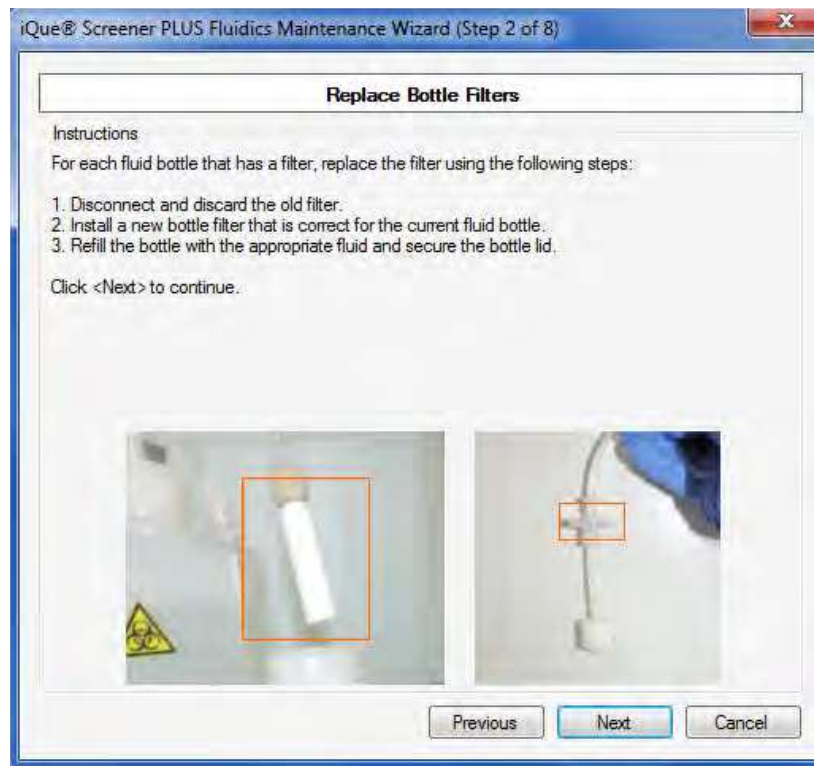 iQue® Screener PLUS Fluidics Maintenance Wizard (Step 2 of 8)
Replace Bottle Filters
Instructions
For each fluid bottle that has a filter, replace the filter using the following steps:
1. Disconnect and discard the old filter.
2. Install a new bottle filter that is correct for the current fluid bottle.
3. Refill the bottle with the appropriate fluid and secure the bottle lid.
Click <Next> to continue.
Previous
Next
Cancel